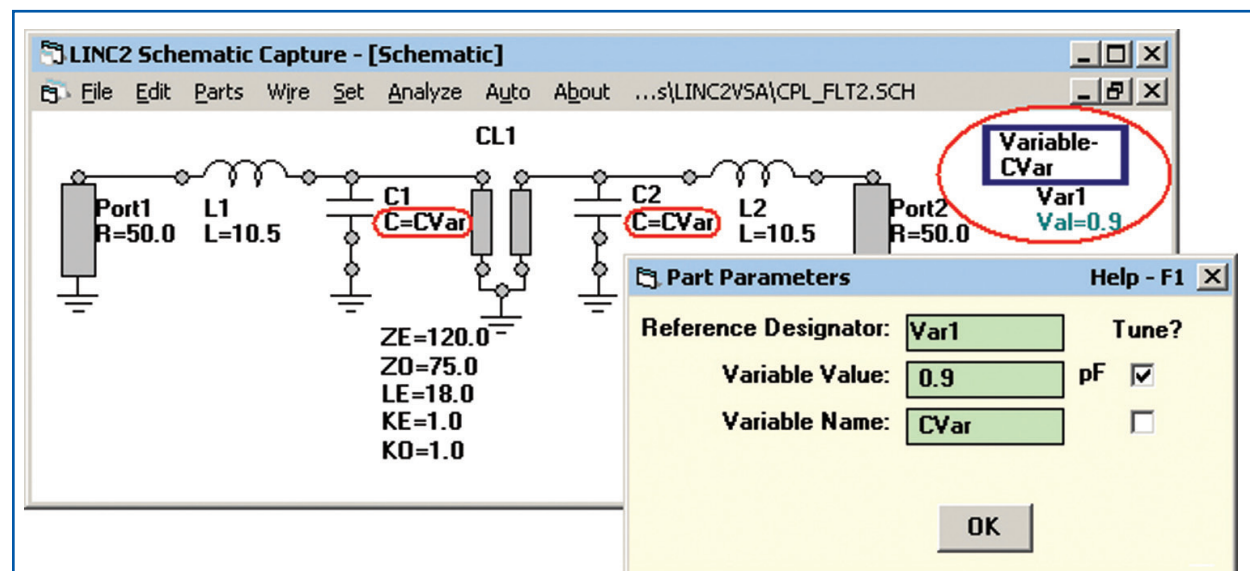 LINC2 Schematic Capture - [Schematic]
File Edit Parts Wire Set Analyze Auto About ...s\LINC2VSA\CPL_FLT2.SCH
CL1
Variable-
CVar
Var1
Val=0.9
Port1
R=50.0
L1
L=10.5
C1
C=CVar
C2
C=CVar
L2
L=10.5
Port2
R=50.0
ZE=120.0
ZO=75.0
LE=18.0
KE=1.0
KO=1.0
Part Parameters Help - F1
Reference Designator: Var1 Tune?
Variable Value: 0.9 pF
Variable Name: CVar
OK